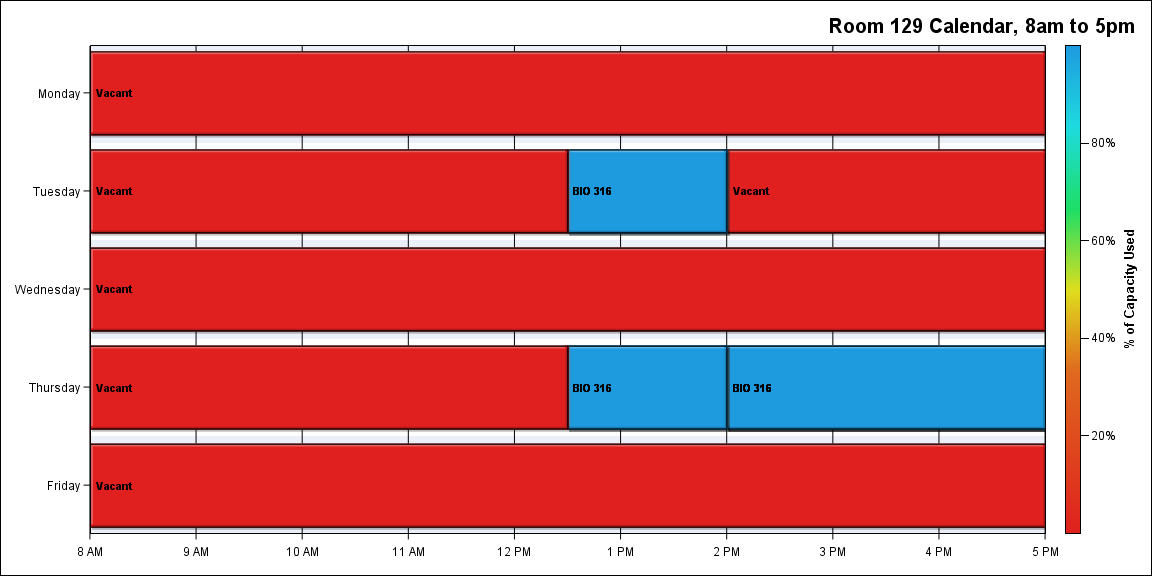 Room 129 Calendar, 8am to 5pm
Monday
Vacant
Tuesday
Vacant
BIO 316
Vacant
Wednesday
Vacant
Thursday
Vacant
BIO 316
BIO 316
Friday
Vacant
8 AM 9 AM 10 AM 11 AM 12 PM 1 PM 2 PM 3 PM 4 PM 5 PM
80%
60%
40%
20%
% of Capacity Used